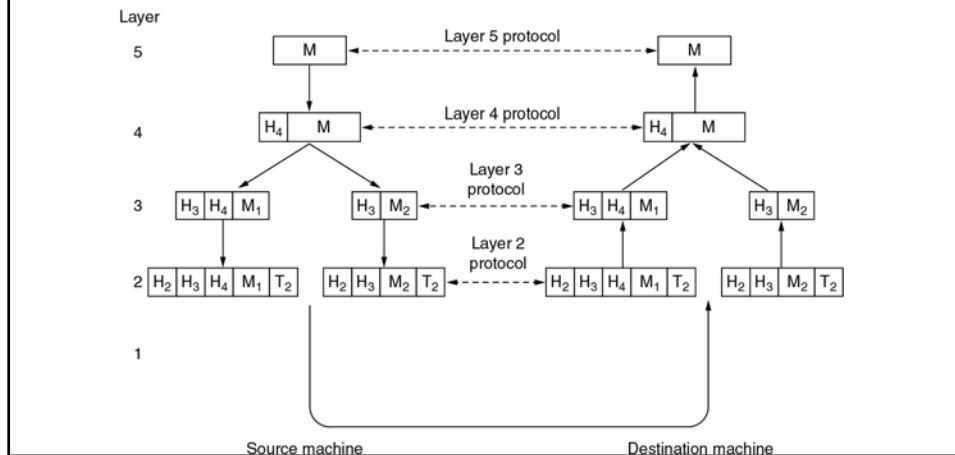 Layer
5 M Layer 5 protocol M
4 H4 M Layer 4 protocol H4 M
Layer 3
protocol
3 H3 H4 M1 H3 M2 H3 H4 M1 H3 M2
Layer 2
protocol
2 H2 H3 H4 M1 T2 H2 H3 M2 T2 H2 H3 H4 M1 T2 H2 H3 M2 T2
1
Source machine Destination machine